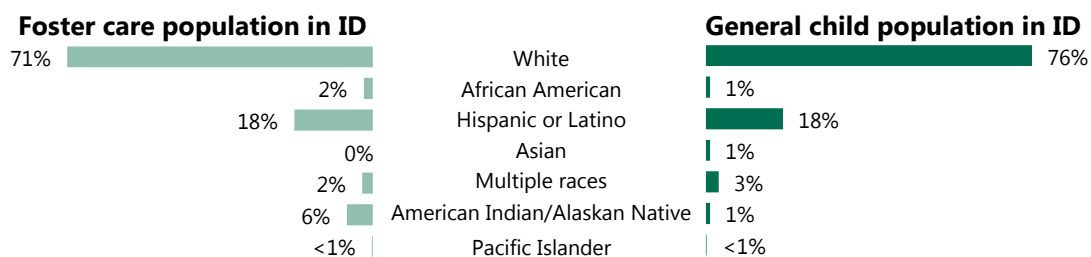 Foster care population in ID General child population in ID
71% White 76%
2% African American 1%
18% Hispanic or Latino 18%
0% Asian 1%
2% Multiple races 3%
6% American Indian/Alaskan Native 1%
<1% Pacific Islander <1%